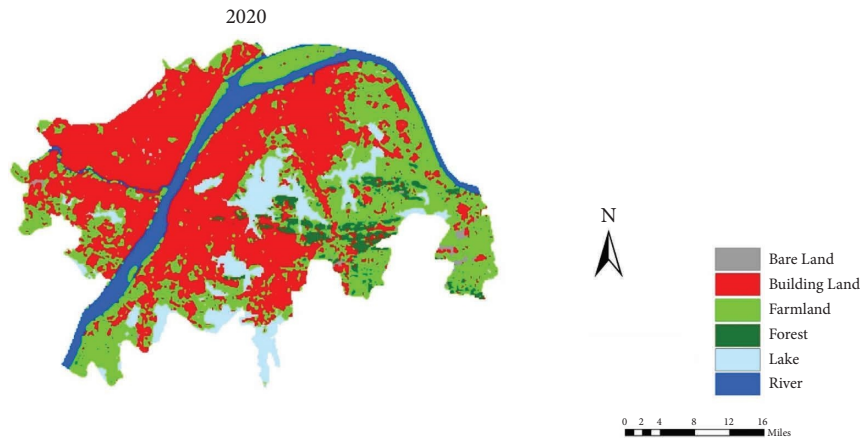 2020
N
Bare Land
Building Land
Farmland
Forest
Lake
River
0 2 4 8 12 16
Miles